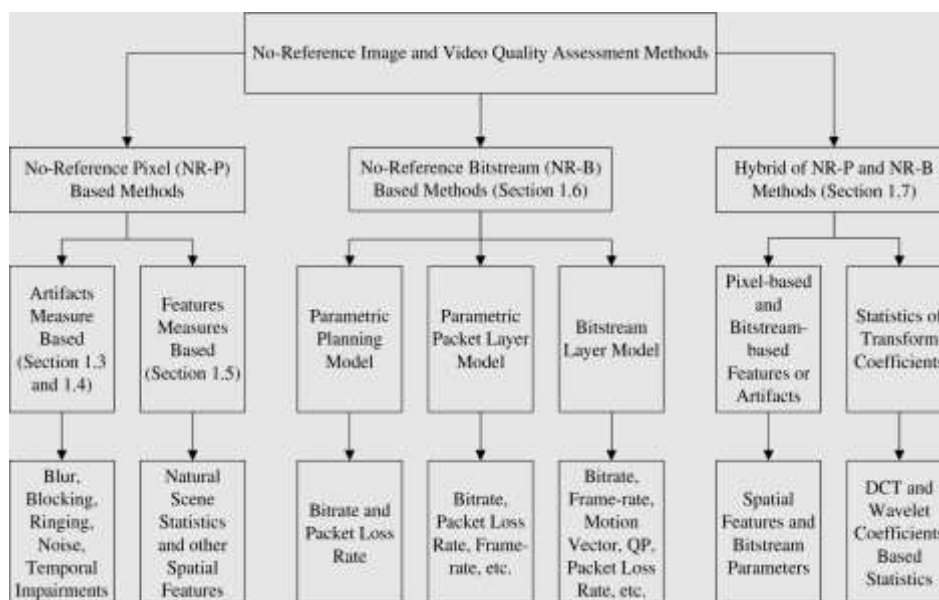 No-Reference Image and Video Quality Assessment Methods
No-Reference Pixel (NR-P)
Based Methods
No-Reference Bitstream (NR-B)
Based Methods (Section 1.6)
Hybrid of NR-P and NR-B
Methods (Section 1.7)
Artifacts
Measure
Based
(Section 1.3
and 1.4)
Features
Measures
Based
(Section 1.5)
Parametric
Planning
Model
Parametric
Packet Layer
Model
Bitstream
Layer Model
Pixel-based
and
Bitstream-
based
Features or
Artifacts
Statistics of
Transform
Coefficients
Blur,
Blocking,
Ringing,
Noise,
Temporal
Impairments
Natural
Scene
Statistics
and other
Spatial
Features
Bitrate and
Packet Loss
Rate
Bitrate,
Packet Loss
Rate, Frame-
rate, etc.
Bitrate,
Frame-rate,
Motion
Vector, QP,
Packet Loss
Rate, etc.
Spatial
Features and
Bitstream
Parameters
DCT and
Wavelet
Coefficients
Based
Statistics